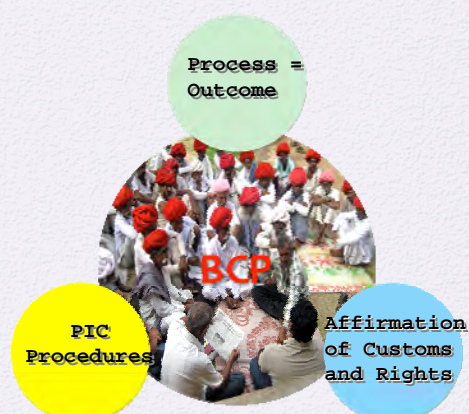 Process =
Outcome
BCP
PIC
Procedures
Affirmation
of Customs
and Rights